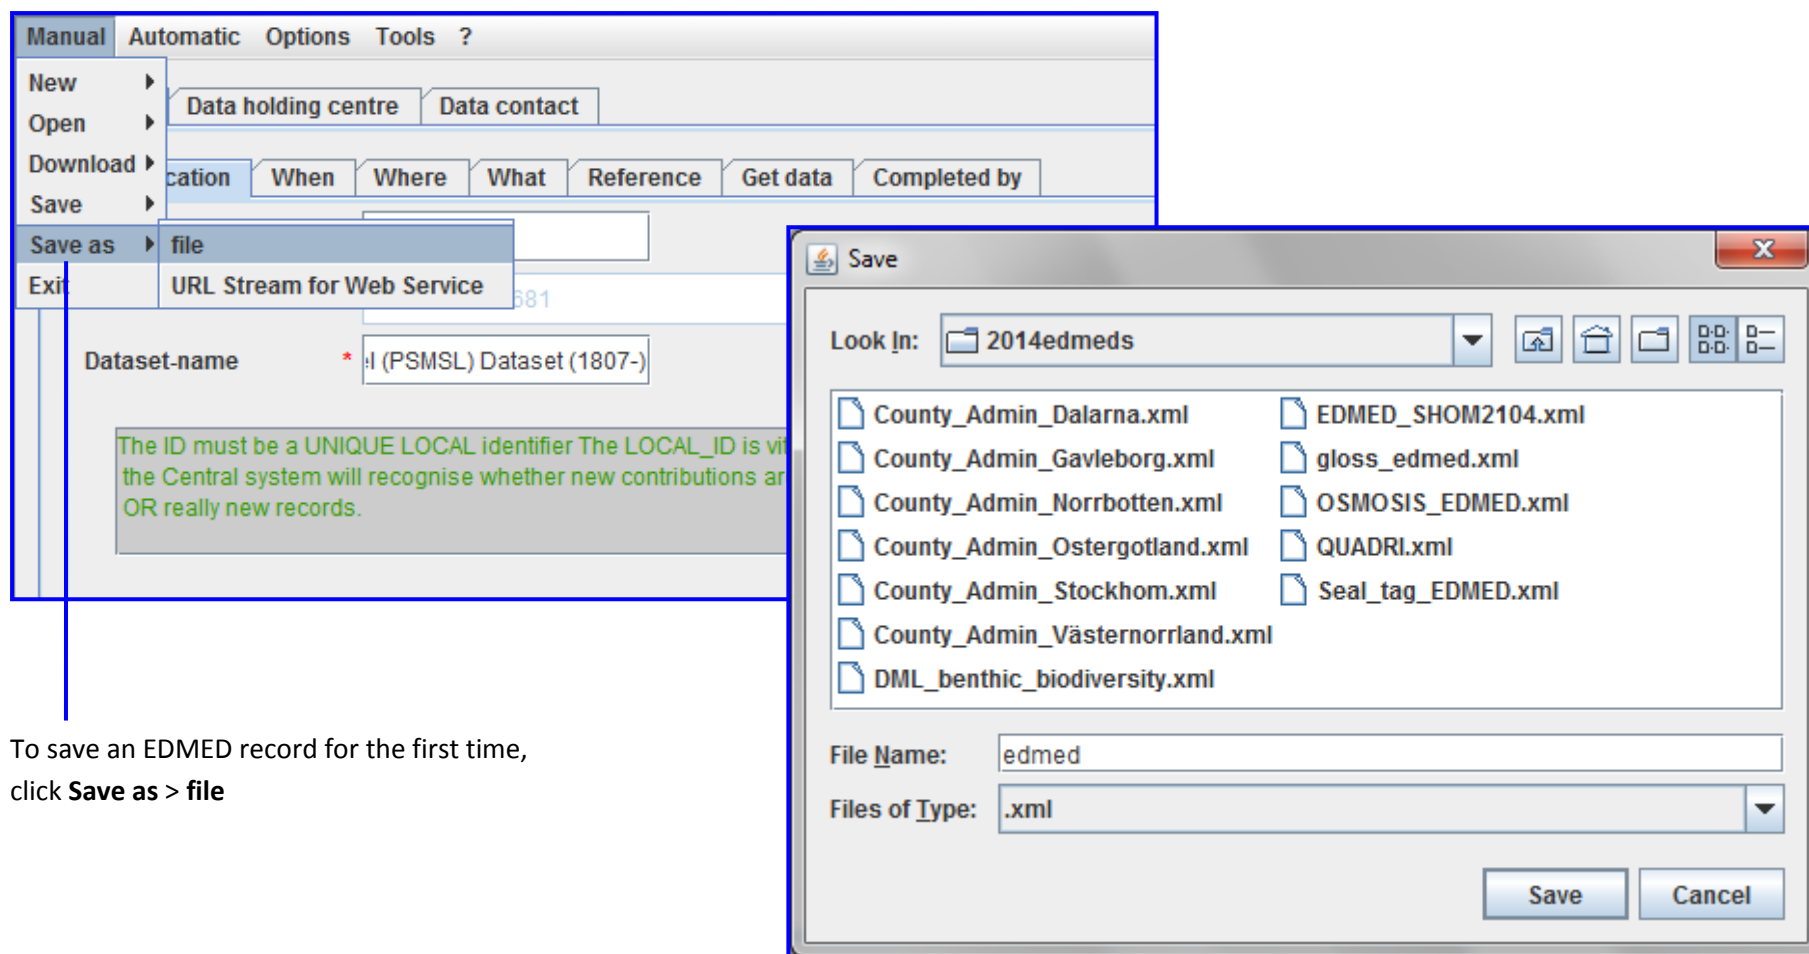 Manual Automatic Options Tools ?
New
Open
Download
Save
Save as
Exit
file
URL Stream for Web Service
Data holding centre Data contact
cation When Where What Reference Get data Completed by
681
Dataset-name * (PSMSL) Dataset (1807-)
The ID must be a UNIQUE LOCAL identifier The LOCAL_ID is
the Central system will recognise whether new contributions
OR really new records.
To save an EDMED record for the first time,
click Save as > file
Save
Look In: 2014edmeds
County_Admin_Dalarna.xml
County_Admin_Gavleborg.xml
County_Admin_Norrbotten.xml
County_Admin_Ostergotland.xml
County_Admin_Stockhom.xml
County_Admin_Västernorrland.xml
DML_benthic_biodiversity.xml
EDMED_SHOM2104.xml
gloss_edmed.xml
OSMOSIS_EDMED.xml
QUADRI.xml
Seal_tag_EDMED.xml
File Name: edmed
Files of Type: .xml
Save Cancel